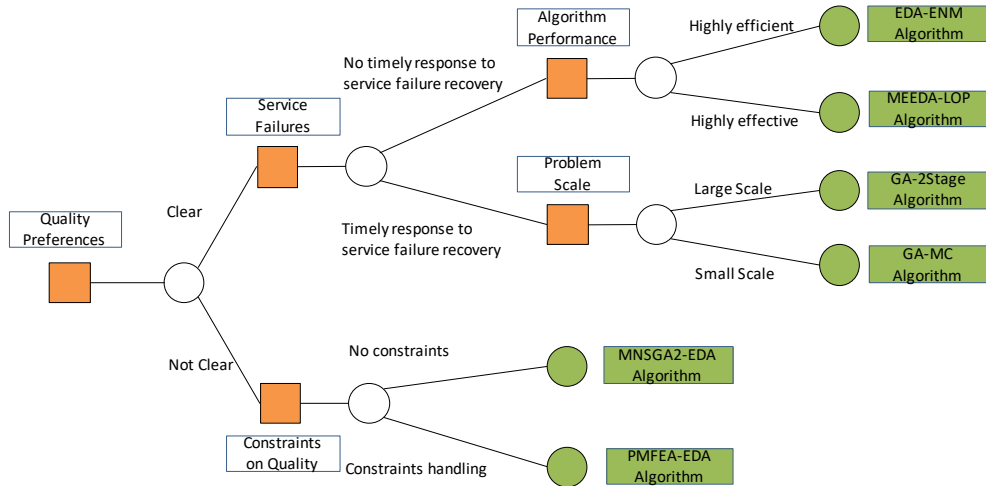 Algorithm
Performance
Highly efficient
EDA-ENM
Algorithm
No timely response to
service failure recovery
Highly effective
MEEDA-LOP
Algorithm
Service
Failures
Problem
Scale
Large Scale
GA-2Stage
Algorithm
Clear
Timely response to
service failure recovery
Small Scale
GA-MC
Algorithm
Quality
Preferences
Not Clear
No constraints
MNSGA2-EDA
Algorithm
Constraints
on Quality
Constraints handling
PMFEA-EDA
Algorithm